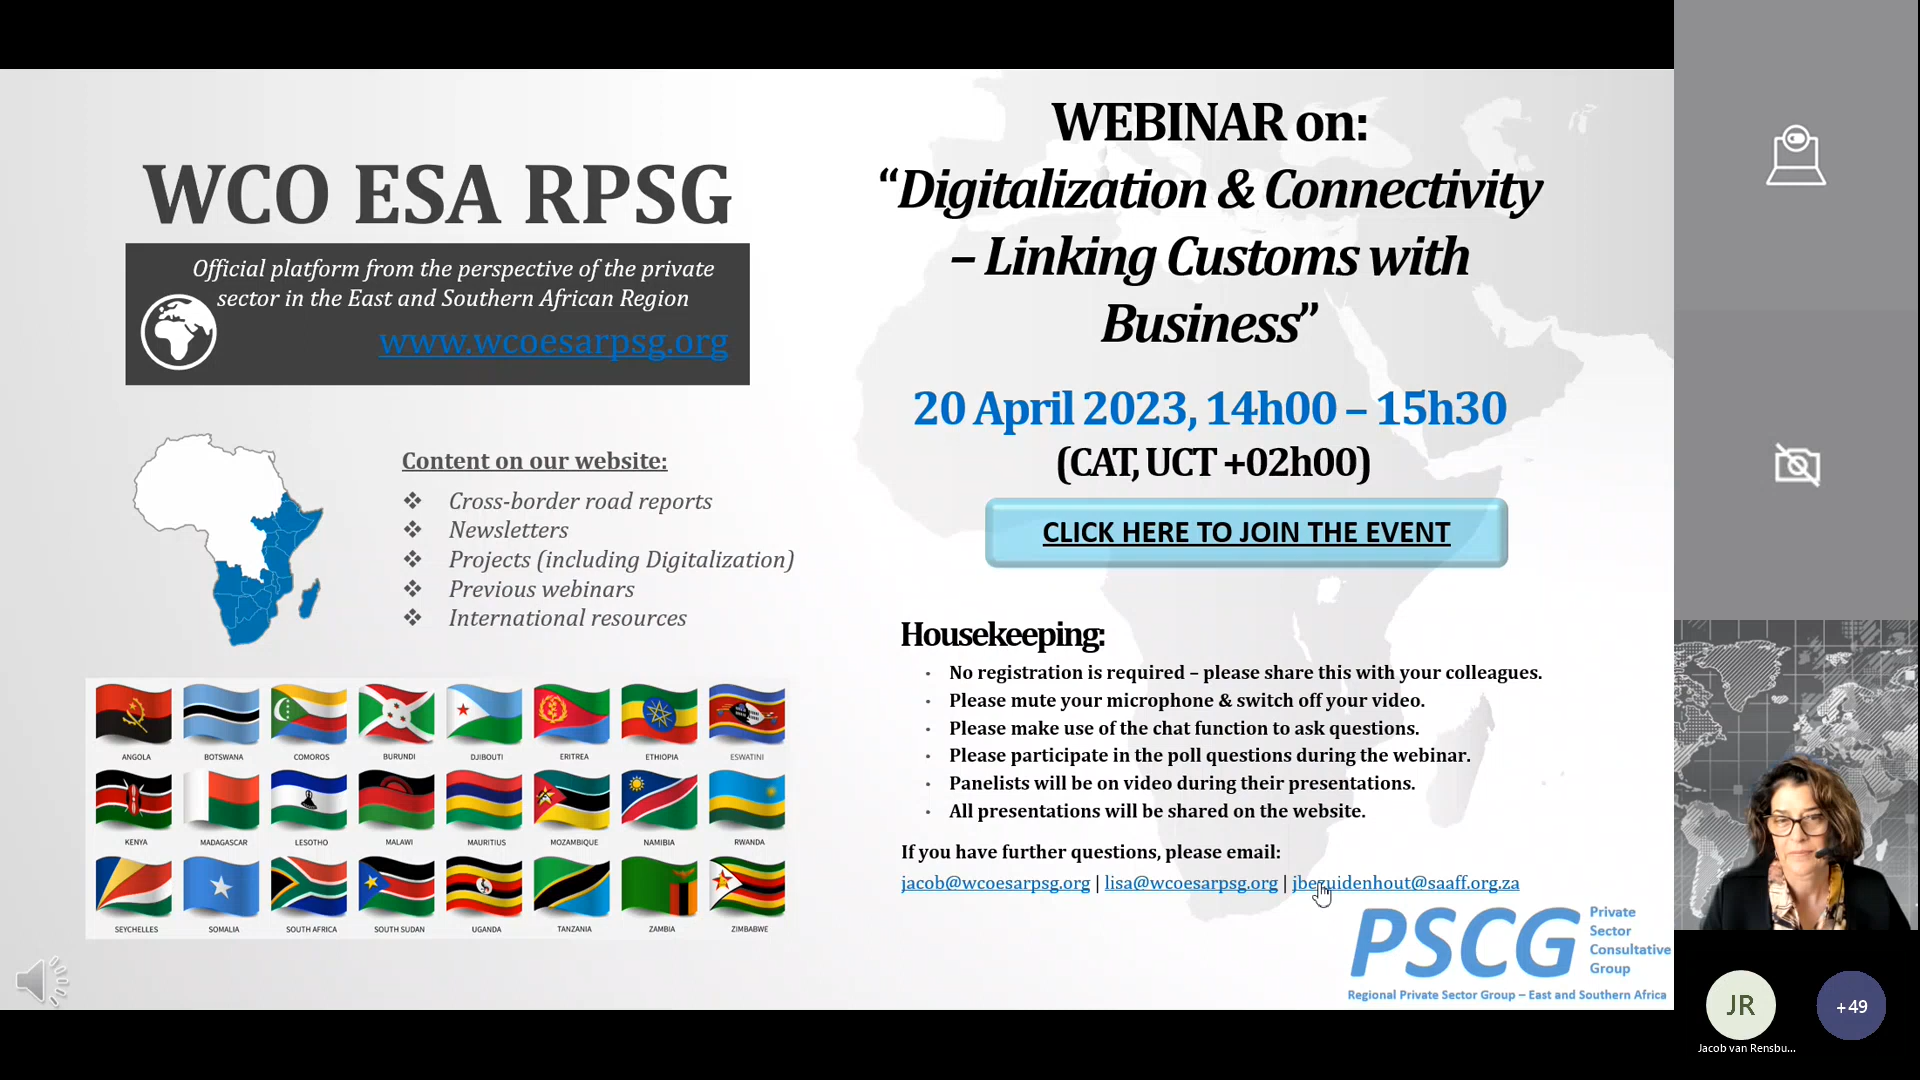 WCO ESA RPSG
Official platform from the perspective of the private
sector in the East and Southern African Region
www.wcoesarpsg.org
Content on our website:
❖ Cross-border road reports
❖ Newsletters
❖ Projects (including Digitalization)
❖ Previous webinars
❖ International resources
ANGOLA BOTSWANA COMOROS BURUNDI DJIBOUTI ERITREA ETHIOPIA ESWATINI
KENYA MADAGASCAR LESOTHO MALAWI MAURITIUS MOZAMBIQUE NAMIBIA RWANDA
SEYCHELLES SOMALIA SOUTH AFRICA SOUTH SUDAN UGANDA TANZANIA ZAMBIA ZIMBABWE
WEBINAR on:
“Digitalization & Connectivity
– Linking Customs with
Business”
20 April 2023, 14h00 – 15h30
(CAT, UCT +02h00)
CLICK HERE TO JOIN THE EVENT
Housekeeping:
• No registration is required – please share this with your colleagues.
• Please mute your microphone & switch off your video.
• Please make use of the chat function to ask questions.
• Please participate in the poll questions during the webinar.
• Panelists will be on video during their presentations.
• All presentations will be shared on the website.
If you have further questions, please email:
jacob@wcoesarpsg.org | lisa@wcoesarpsg.org | jbezuidenhout@saaff.org.za
PSCG
Private
Sector
Consultative
Group
Regional Private Sector Group – East and Southern Africa
JR
Jacob van Rensbu...
+49